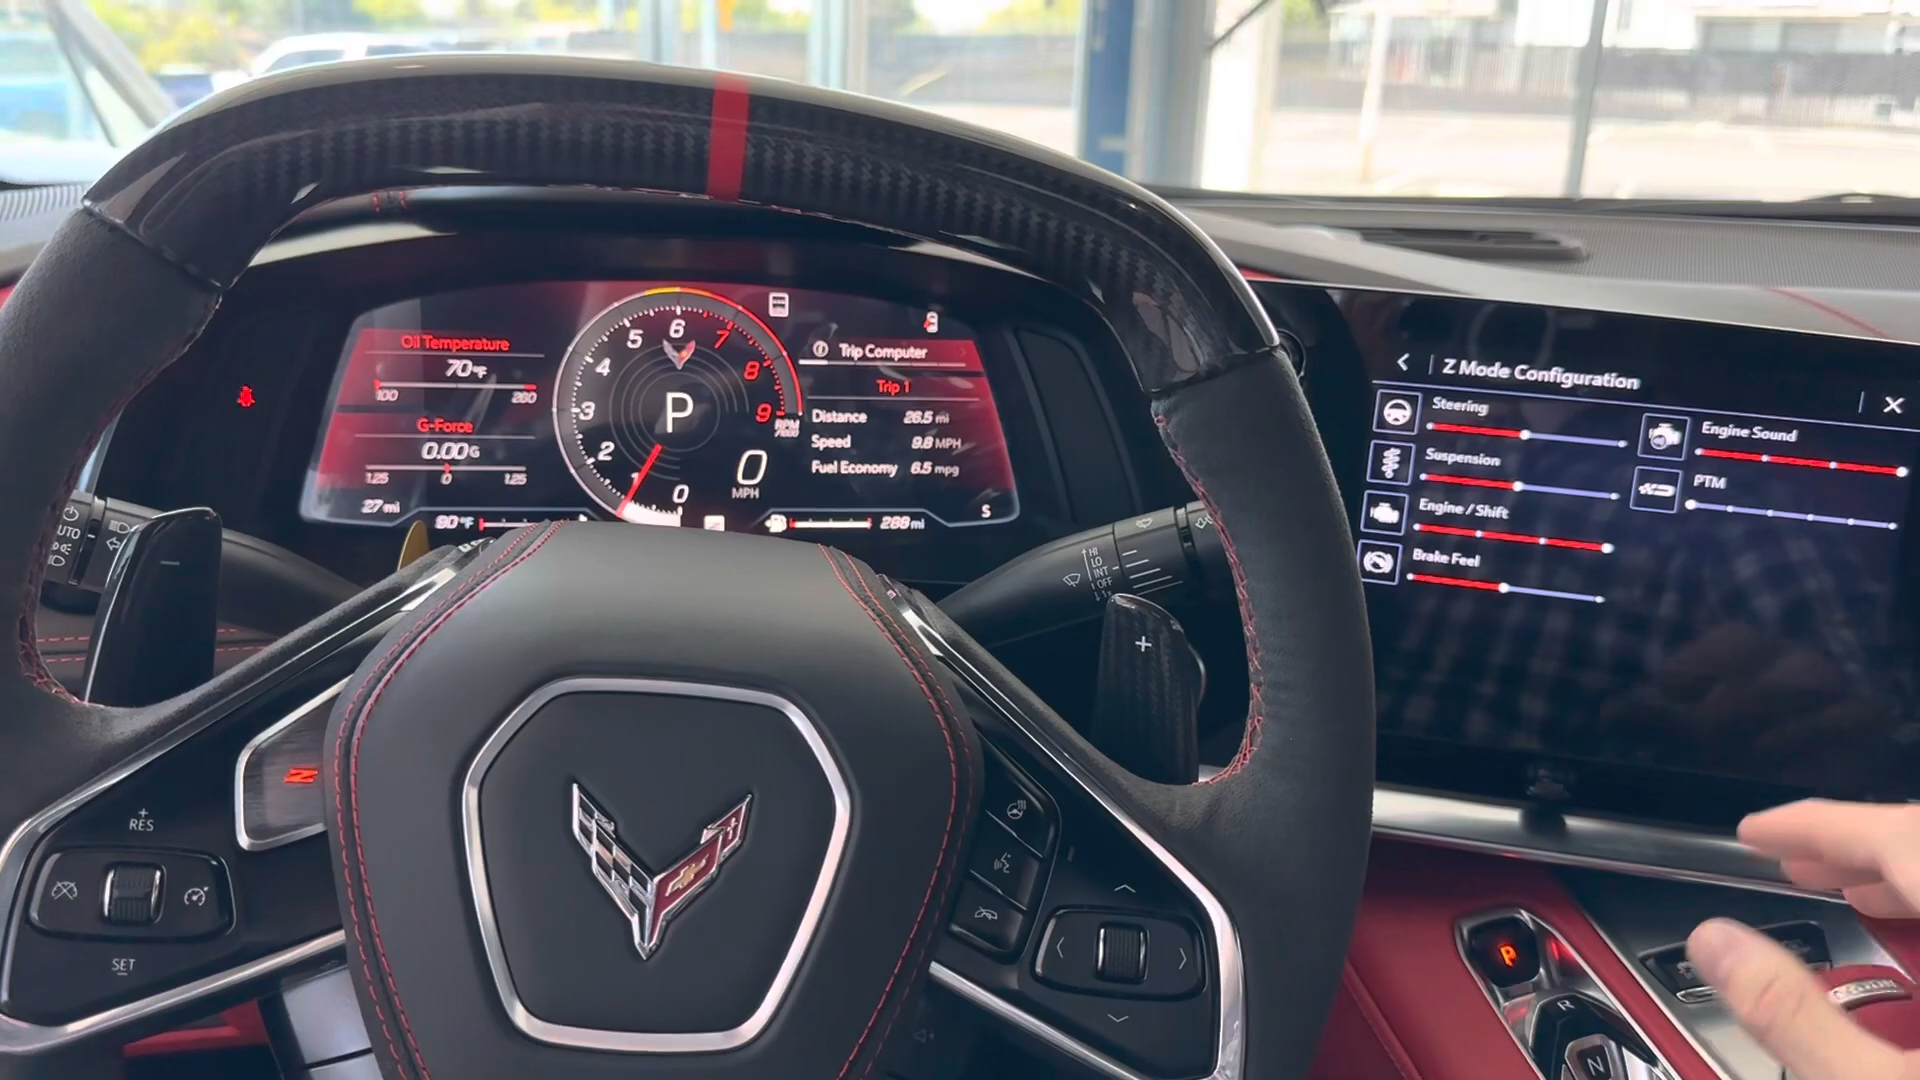 Oil Temperature
70°F
100 260
G-Force
0.00G
1.25 0 1.25
27 mi
90°F
0 1 2 3 4 5 6 7 8 9
RPM
P
0
MPH
Trip Computer
Trip 1
Distance 26.5 mi
Speed 9.8 MPH
Fuel Economy 6.5 mpg
288 mi
S
Z Mode Configuration
Steering
Suspension
Engine / Shift
Brake Feel
Engine Sound
PTM
AUTO
HI
LO
INT
OFF
1x
+
Z
+
RES
SET
P
R
N